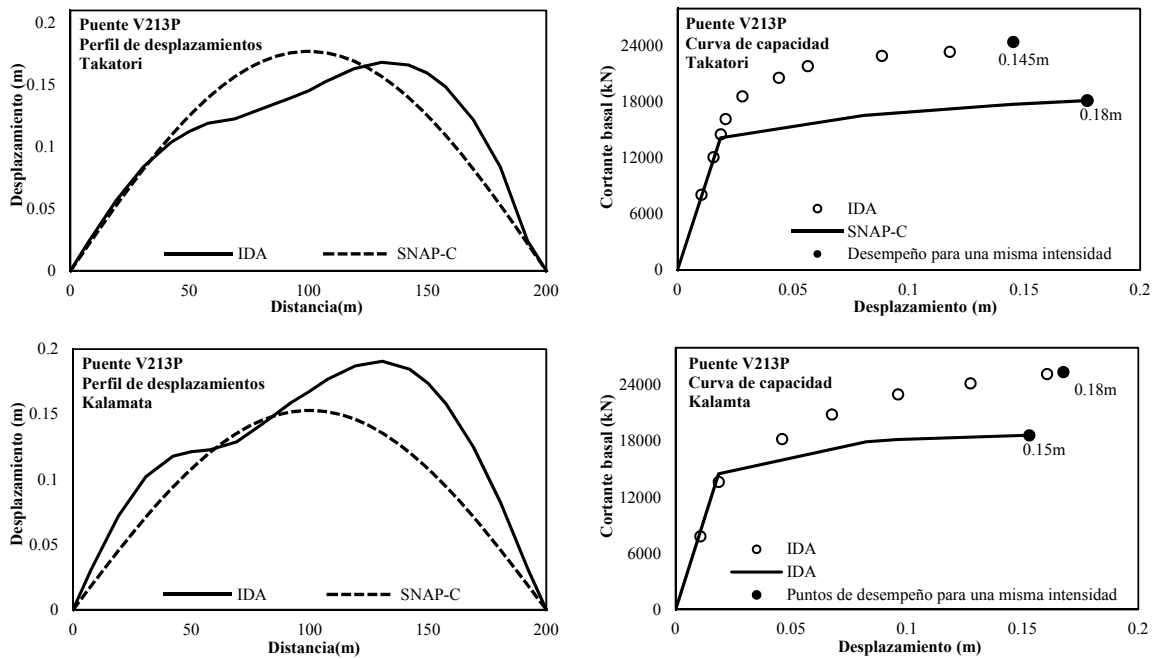 Puente V213P
Perfil de desplazamientos
Takatori
Desplazamiento (m)
0.2
0.15
0.1
0.05
0
0
50
100
150
200
IDA
SNAP-C
Distancia(m)
Puente V213P
Curva de capacidad
Takatori
Cortante basal (kN)
24000
18000
12000
6000
0
0.145m
0.18m
IDA
SNAP-C
Desempeño para una misma intensidad
0
0.05
0.1
0.15
0.2
Desplazamiento (m)
Puente V213P
Perfil de desplazamientos
Kalamata
Desplazamiento (m)
0.2
0.15
0.1
0.05
0
0
50
100
150
200
IDA
SNAP-C
Distancia(m)
Puente V213P
Curva de capacidad
Kalamta
Cortante basal (kN)
24000
18000
12000
6000
0
0.18m
0.15m
IDA
IDA
Puntos de desempeño para una misma intensidad
0
0.05
0.1
0.15
0.2
Desplazamiento (m)